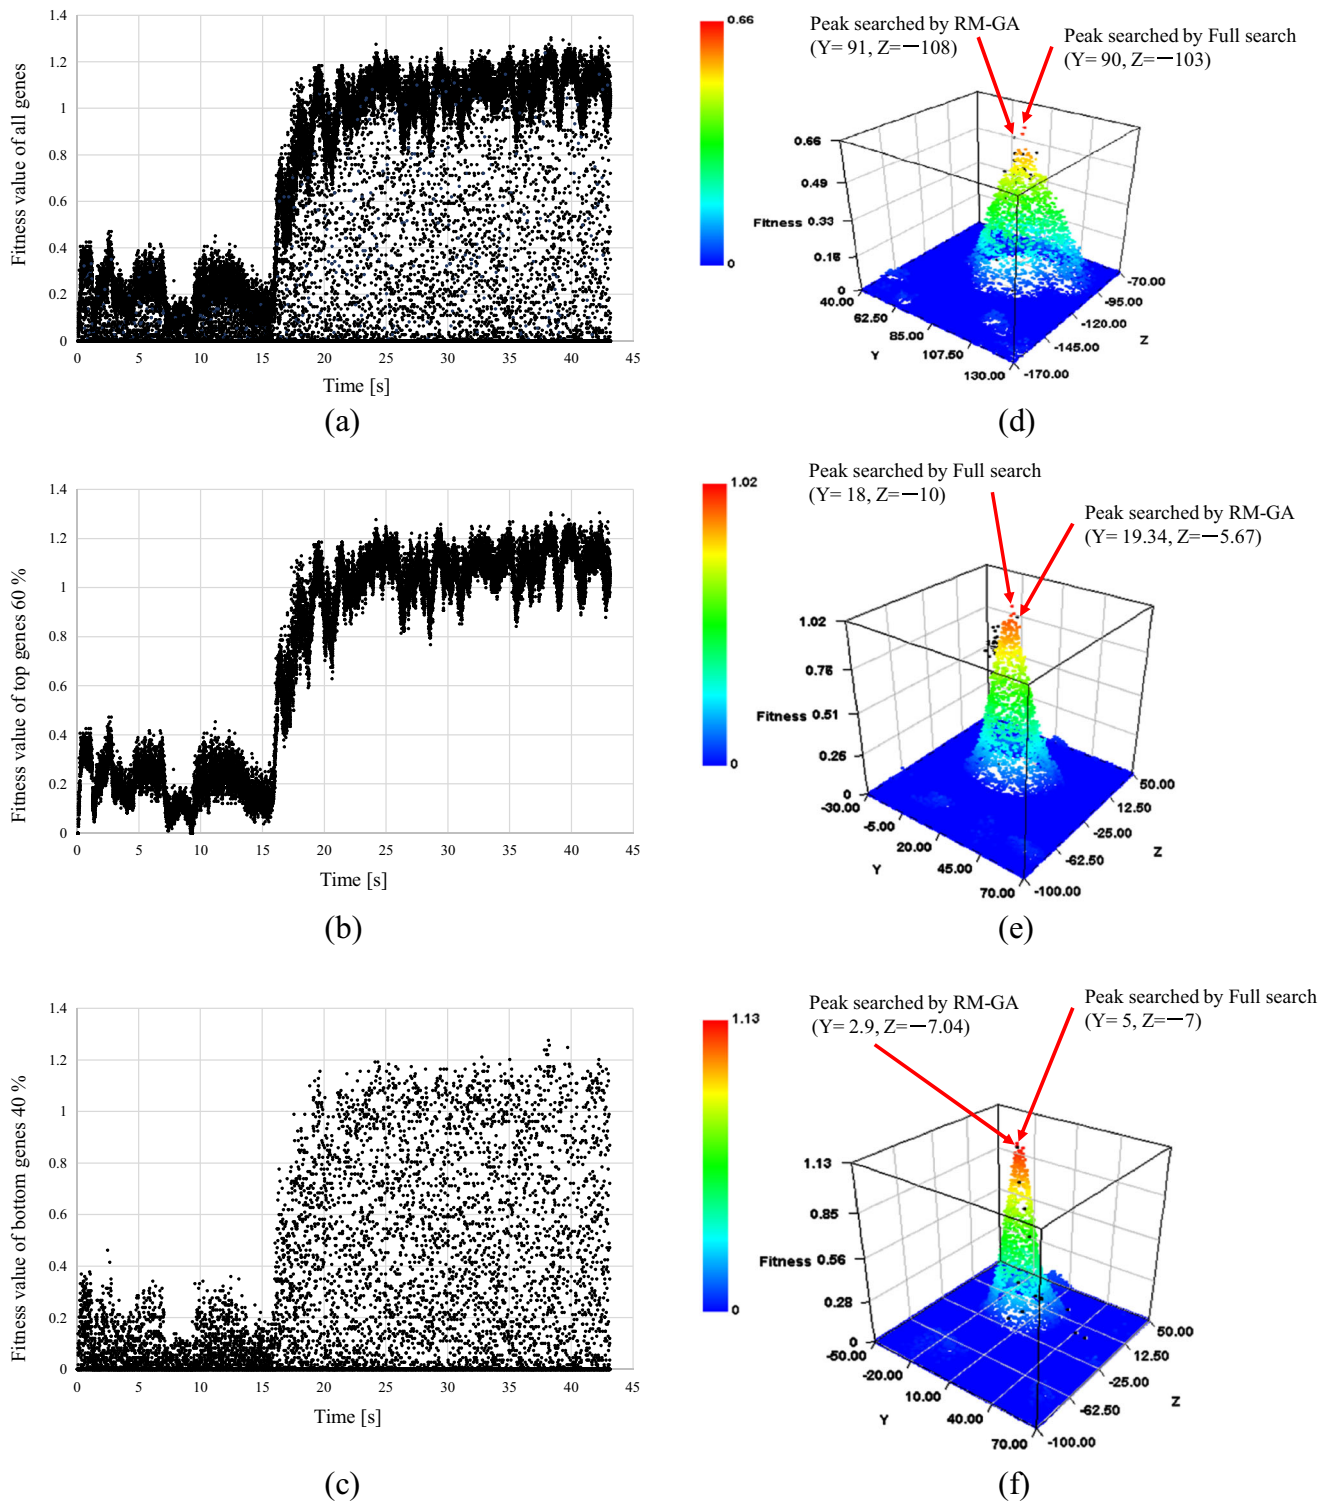 Fitness value of all genes
1.4
1.2
1
0.8
0.6
0.4
0.2
0
0 5 10 15 20 25 30 35 40 45
Time [s]
(a)
0.66
0
Peak searched by RM-GA
(Y= 91, Z=－108)
Peak searched by Full search
(Y= 90, Z=－103)
0.66
0.49
0.33
0.16
0
Fitness
40.00
62.50
85.00
107.50
130.00
Y
-70.00
-95.00
-120.00
-145.00
-170.00
Z
(d)
Fitness value of top genes 60 %
1.4
1.2
1
0.8
0.6
0.4
0.2
0
0 5 10 15 20 25 30 35 40 45
Time [s]
(b)
1.02
0
Peak searched by Full search
(Y= 18, Z=－10)
Peak searched by RM-GA
(Y= 19.34, Z=－5.67)
1.02
0.76
0.51
0.25
0
Fitness
-30.00
-5.00
20.00
45.00
70.00
Y
50.00
12.50
-25.00
-62.50
-100.00
Z
(e)
Fitness value of bottom genes 40 %
1.4
1.2
1
0.8
0.6
0.4
0.2
0
0 5 10 15 20 25 30 35 40 45
Time [s]
(c)
1.13
0
Peak searched by RM-GA
(Y= 2.9, Z=－7.04)
Peak searched by Full search
(Y= 5, Z=－7)
1.13
0.85
0.56
0.28
0
Fitness
-50.00
-20.00
10.00
40.00
70.00
Y
50.00
12.50
-25.00
-62.50
-100.00
Z
(f)